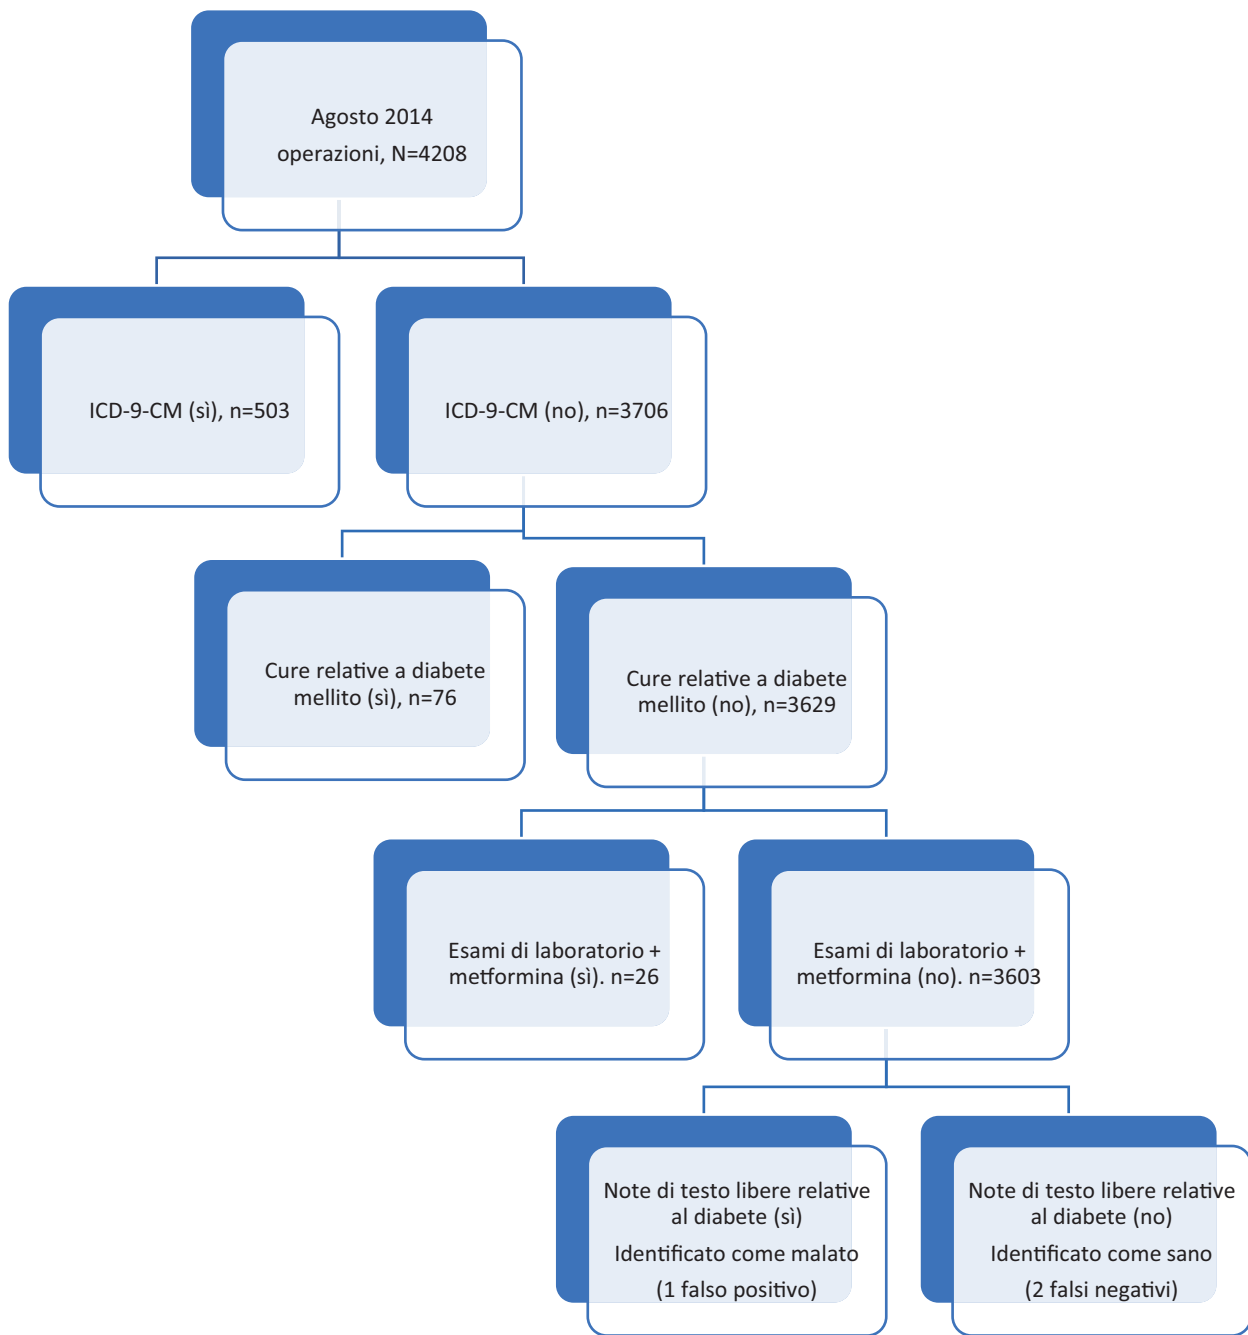 Agosto 2014
operazioni, N=4208
ICD-9-CM (sì), n=503
ICD-9-CM (no), n=3706
Cure relative a diabete
mellito (sì), n=76
Cure relative a diabete
mellito (no), n=3629
Esami di laboratorio +
metformina (sì). n=26
Esami di laboratorio +
metformina (no). n=3603
Note di testo libere relative
al diabete (sì)
Identificato come malato
(1 falso positivo)
Note di testo libere relative
al diabete (no)
Identificato come sano
(2 falsi negativi)